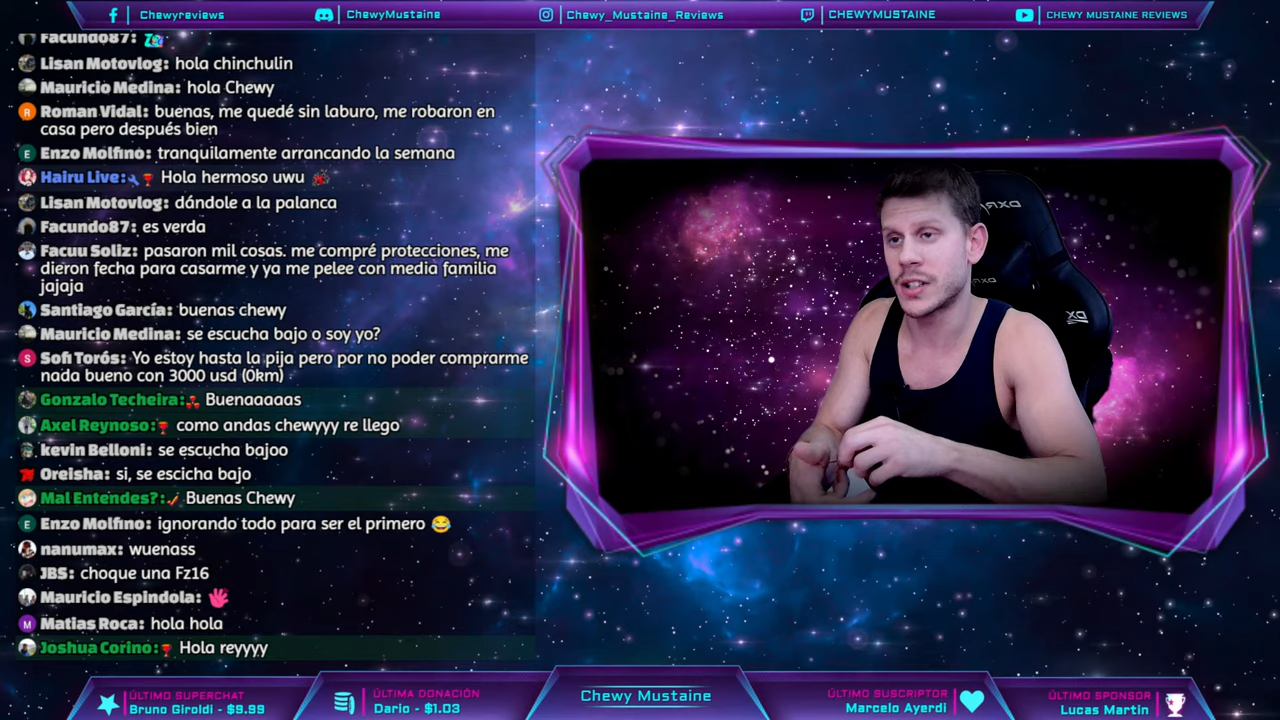 Chewyreviews
ChewyMustaine
Chewy_Mustaine_Reviews
CHEWYMUSTAINE
CHEWY MUSTAINE REVIEWS
Facundo87:
Lisan Motovlog: hola chinchulin
Mauricio Medina: hola Chewy
R Roman Vidal: buenas, me quedé sin laburo, me robaron en
casa pero después bien
E Enzo Molfino: tranquilamente arrancando la semana
Hairu Live: Hola hermoso uwu
Lisan Motovlog: dándole a la palanca
Facundo87: es verda
Facuu Soliz: pasaron mil cosas. me compré protecciones, me
dieron fecha para casarme y ya me pelee con media familia
jajaja
Santiago García: buenas chewy
Mauricio Medina: se escucha bajo o soy yo?
S Sofi Torós: Yo estoy hasta la pija pero por no poder comprarme
nada bueno con 3000 usd (0km)
Gonzalo Techeira: Buenaaaaas
Axel Reynoso: como andas chewyyy re llego
kevin Belloni: se escucha bajoo
Oreisha: si, se escicha bajo
Mal Entendes?: Buenas Chewy
E Enzo Molfino: ignorando todo para ser el primero 😂
nanumax: wuenass
JBS: choque una Fz16
Mauricio Espindola:
M Matias Roca: hola hola
Joshua Corino: Hola reyyyy
DXRA
DX
ÚLTIMO SUPERCHAT
Bruno Giroldi - $9.99
ÚLTIMA DONACIÓN
Dario - $1.03
Chewy Mustaine
ÚLTIMO SUSCRIPTOR
Marcelo Ayerdi
ÚLTIMO SPONSOR
Lucas Martin